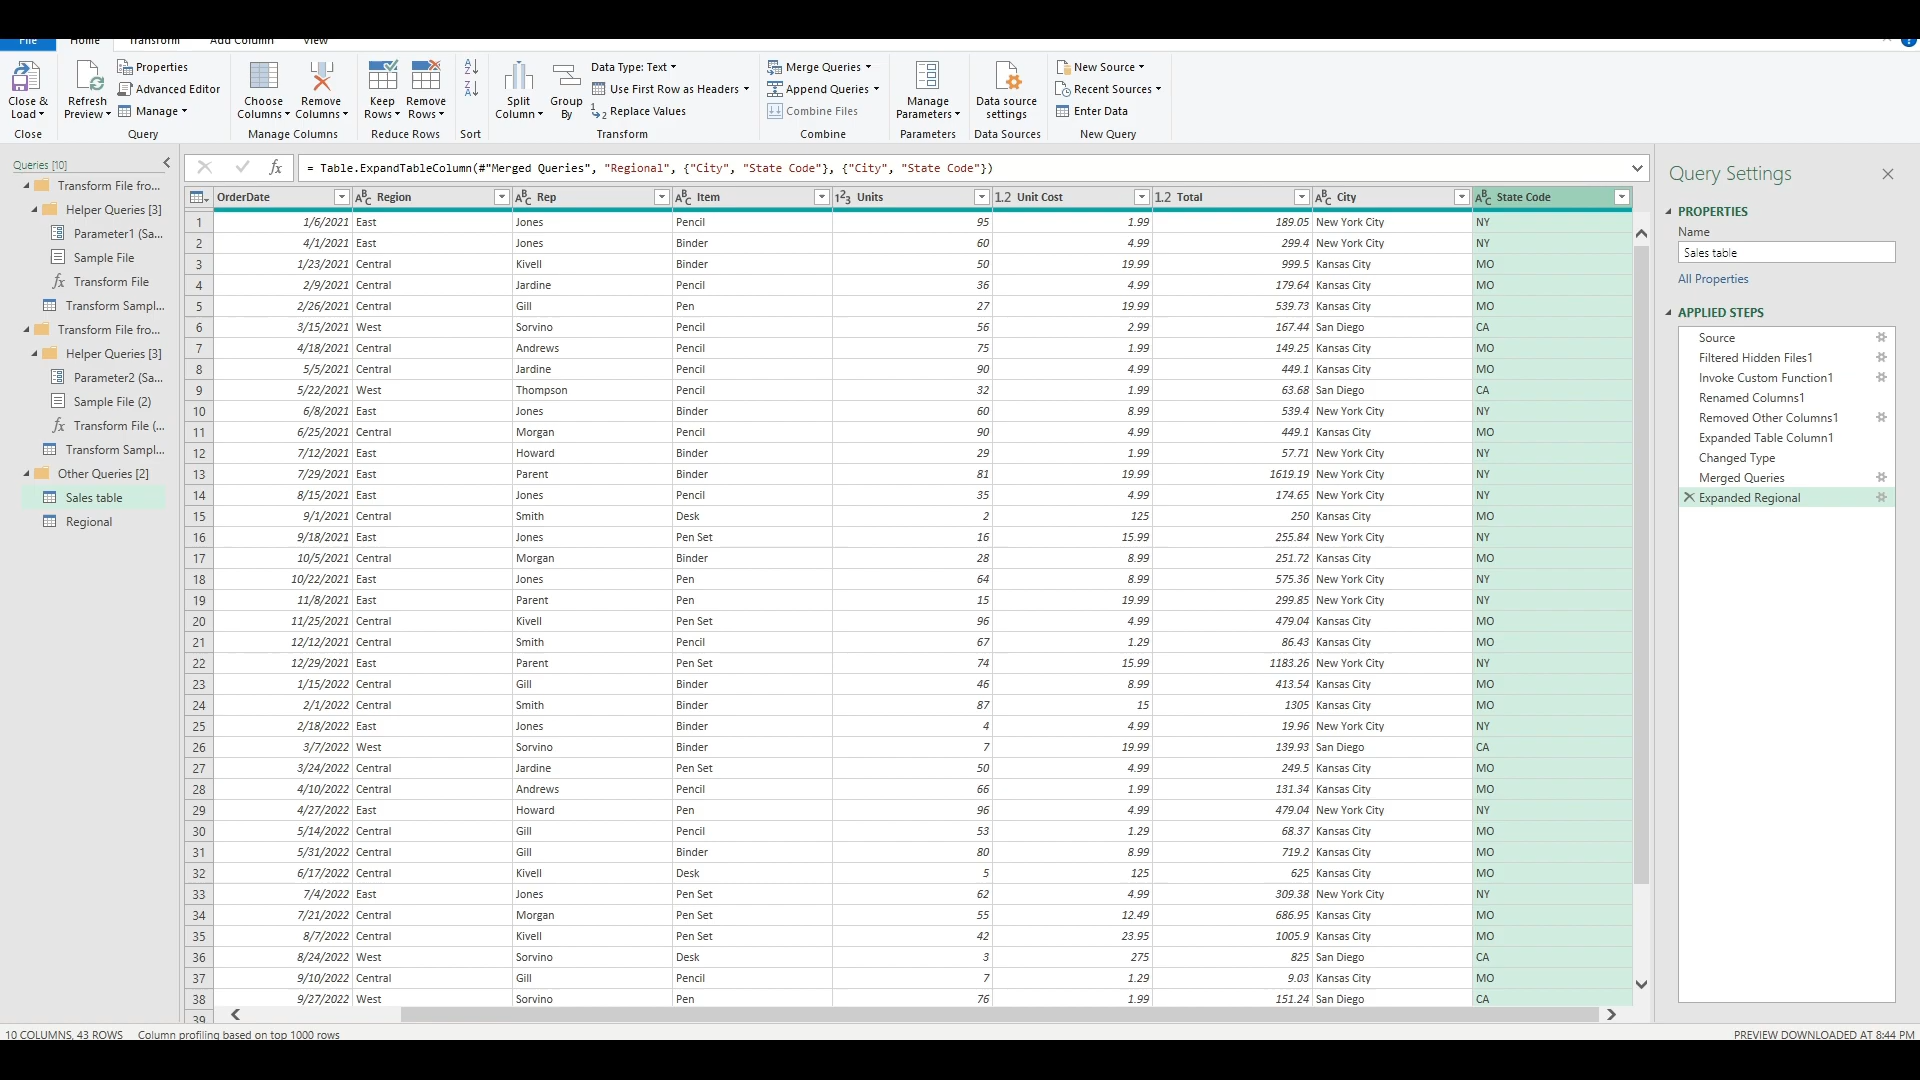 File Home Transform Add Column View
Close & Load
Refresh Preview
Properties
Advanced Editor
Manage
Choose Columns
Remove Columns
Keep Rows
Remove Rows
Split Column
Group By
Data Type: Text
Use First Row as Headers
Replace Values
Merge Queries
Append Queries
Combine Files
Manage Parameters
Data source settings
New Source
Recent Sources
Enter Data
Close Query Manage Columns Reduce Rows Sort Transform Combine Parameters Data Sources New Query
Queries [10]
Transform File fro...
Helper Queries [3]
Parameter1 (Sa...
Sample File
fx Transform File
Transform Sampl...
Transform File fro...
Helper Queries [3]
Parameter2 (Sa...
Sample File (2)
fx Transform File (...
Transform Sampl...
Other Queries [2]
Sales table
Regional
fx = Table.ExpandTableColumn(#"Merged Queries", "Regional", {"City", "State Code"}, {"City", "State Code"})
OrderDate ABC Region ABC Rep ABC Item 123 Units 1.2 Unit Cost 1.2 Total ABC City ABC State Code
1 1/6/2021 East Jones Pencil 95 1.99 189.05 New York City NY
2 4/1/2021 East Jones Binder 60 4.99 299.4 New York City NY
3 1/23/2021 Central Kivell Binder 50 19.99 999.5 Kansas City MO
4 2/9/2021 Central Jardine Pencil 36 4.99 179.64 Kansas City MO
5 2/26/2021 Central Gill Pen 27 19.99 539.73 Kansas City MO
6 3/15/2021 West Sorvino Pencil 56 2.99 167.44 San Diego CA
7 4/18/2021 Central Andrews Pencil 75 1.99 149.25 Kansas City MO
8 5/5/2021 Central Jardine Pencil 90 4.99 449.1 Kansas City MO
9 5/22/2021 West Thompson Pencil 32 1.99 63.68 San Diego CA
10 6/8/2021 East Jones Binder 60 8.99 539.4 New York City NY
11 6/25/2021 Central Morgan Pencil 90 4.99 449.1 Kansas City MO
12 7/12/2021 East Howard Binder 29 1.99 57.71 New York City NY
13 7/29/2021 East Parent Binder 81 19.99 1619.19 New York City NY
14 8/15/2021 East Jones Pencil 35 4.99 174.65 New York City NY
15 9/1/2021 Central Smith Desk 2 125 250 Kansas City MO
16 9/18/2021 East Jones Pen Set 16 15.99 255.84 New York City NY
17 10/5/2021 Central Morgan Binder 28 8.99 251.72 Kansas City MO
18 10/22/2021 East Jones Pen 64 8.99 575.36 New York City NY
19 11/8/2021 East Parent Pen 15 19.99 299.85 New York City NY
20 11/25/2021 Central Kivell Pen Set 96 4.99 479.04 Kansas City MO
21 12/12/2021 Central Smith Pencil 67 1.29 86.43 Kansas City MO
22 12/29/2021 East Parent Pen Set 74 15.99 1183.26 New York City NY
23 1/15/2022 Central Gill Binder 46 8.99 413.54 Kansas City MO
24 2/1/2022 Central Smith Binder 87 15 1305 Kansas City MO
25 2/18/2022 East Jones Binder 4 4.99 19.96 New York City NY
26 3/7/2022 West Sorvino Binder 7 19.99 139.93 San Diego CA
27 3/24/2022 Central Jardine Pen Set 50 4.99 249.5 Kansas City MO
28 4/10/2022 Central Andrews Pencil 66 1.99 131.34 Kansas City MO
29 4/27/2022 East Howard Pen 96 4.99 479.04 New York City NY
30 5/14/2022 Central Gill Pencil 53 1.29 68.37 Kansas City MO
31 5/31/2022 Central Gill Binder 80 8.99 719.2 Kansas City MO
32 6/17/2022 Central Kivell Desk 5 125 625 Kansas City MO
33 7/4/2022 East Jones Pen Set 62 4.99 309.38 New York City NY
34 7/21/2022 Central Morgan Pen Set 55 12.49 686.95 Kansas City MO
35 8/7/2022 Central Kivell Pen Set 42 23.95 1005.9 Kansas City MO
36 8/24/2022 West Sorvino Desk 3 275 825 San Diego CA
37 9/10/2022 Central Gill Pencil 7 1.29 9.03 Kansas City MO
38 9/27/2022 West Sorvino Pen 76 1.99 151.24 San Diego CA
39
Query Settings
PROPERTIES
Name
Sales table
All Properties
APPLIED STEPS
Source
Filtered Hidden Files1
Invoke Custom Function1
Renamed Columns1
Removed Other Columns1
Expanded Table Column1
Changed Type
Merged Queries
Expanded Regional
10 COLUMNS, 43 ROWS Column profiling based on top 1000 rows
PREVIEW DOWNLOADED AT 8:44 PM